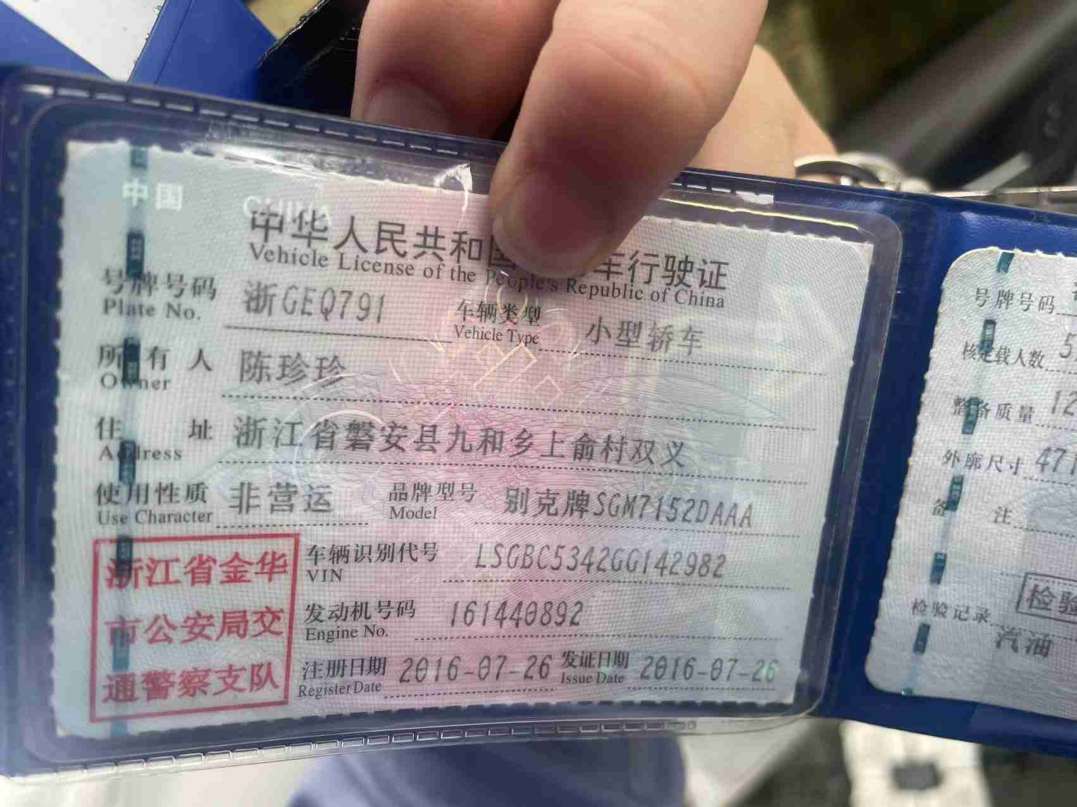 中国 CHINA
中华人民共和国 车行驶证
Vehicle License of the People's Republic of China
号牌号码 浙GEQ791 车辆类型 小型轿车
Plate No. Vehicle Type
所有人 陈珍珍
Owner
住址 浙江省磐安县九和乡上俞村双义
Address
使用性质 非营运 品牌型号 别克牌SGM7152DAAA
Use Character Model
浙江省金华
市公安局交
通警察支队
车辆识别代号 LSGBC5342GG142982
VIN
发动机号码 161440892
Engine No.
注册日期 2016-07-26 发证日期 2016-07-26
Register Date Issue Date
号牌号码
核定载人数 5
整备质量 12
外廓尺寸 471
备注
检验记录
检验
汽油